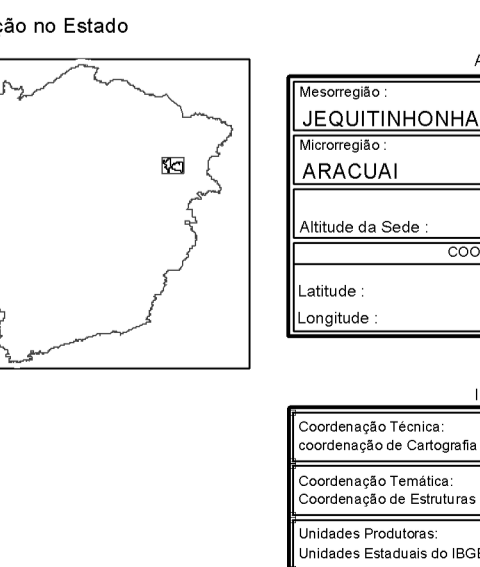 ção no Estado
A
Mesorregião :
JEQUITINHONHA
Microrregião :
ARACUAI
Altitude da Sede :
COO
Latitude :
Longitude :
I
Coordenação Técnica:
coordenação de Cartografia
Coordenação Temática:
Coordenação de Estruturas
Unidades Produtoras:
Unidades Estaduais do IBGE